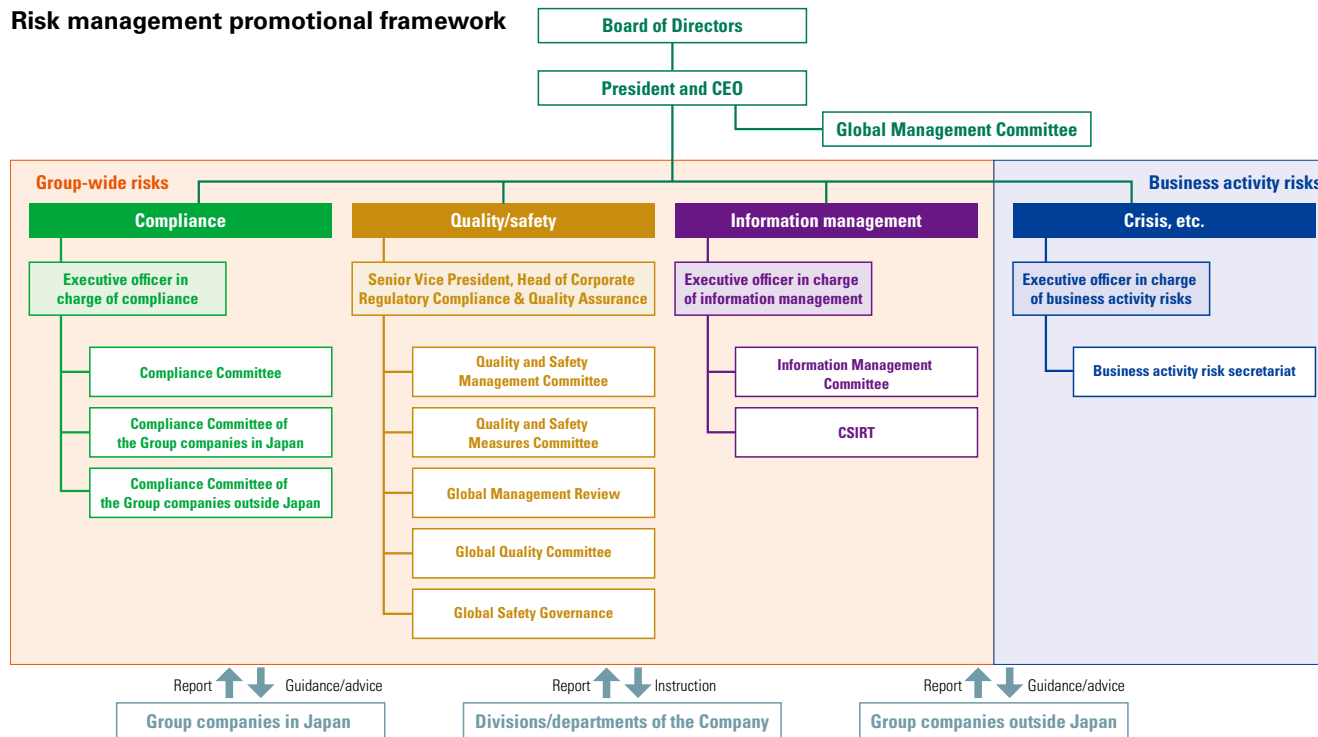 Risk management promotional framework
Board of Directors
President and CEO
Global Management Committee
Group-wide risks
Business activity risks
Compliance
Quality/safety
Information management
Crisis, etc.
Executive officer in
charge of compliance
Senior Vice President, Head of Corporate
Regulatory Compliance & Quality Assurance
Executive officer in charge
of information management
Executive officer in charge
of business activity risks
Compliance Committee
Compliance Committee of
the Group companies in Japan
Compliance Committee of
the Group companies outside Japan
Quality and Safety
Management Committee
Quality and Safety
Measures Committee
Global Management Review
Global Quality Committee
Global Safety Governance
Information Management
Committee
CSIRT
Business activity risk secretariat
Report
Guidance/advice
Report
Instruction
Report
Guidance/advice
Group companies in Japan
Divisions/departments of the Company
Group companies outside Japan